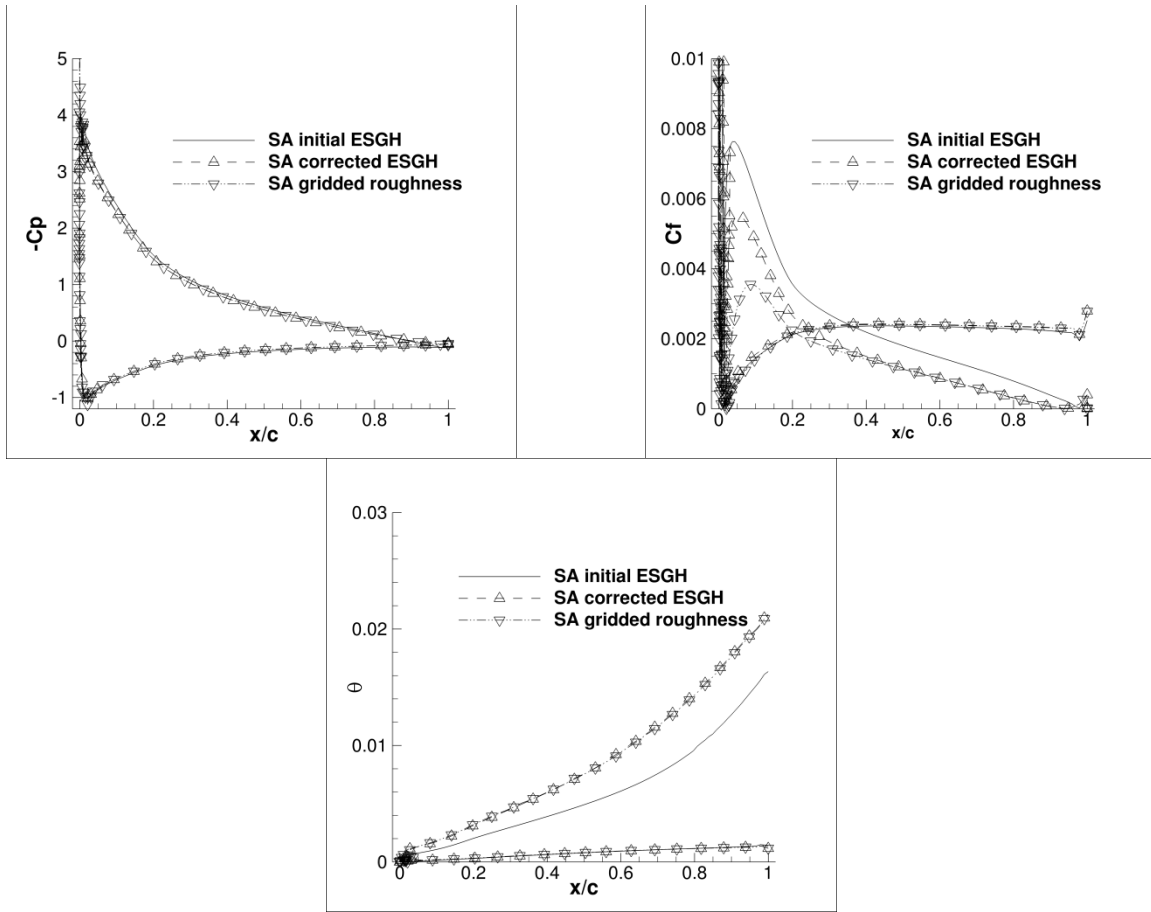 5
4
3
2
1
0
-1
-Cp
SA initial ESGH
SA corrected ESGH
SA gridded roughness
0 0.2 0.4 0.6 0.8 1
x/c
0.01
0.008
0.006
0.004
0.002
0
Cf
SA initial ESGH
SA corrected ESGH
SA gridded roughness
0 0.2 0.4 0.6 0.8 1
x/c
0.03
0.02
0.01
0
θ
SA initial ESGH
SA corrected ESGH
SA gridded roughness
0 0.2 0.4 0.6 0.8 1
x/c